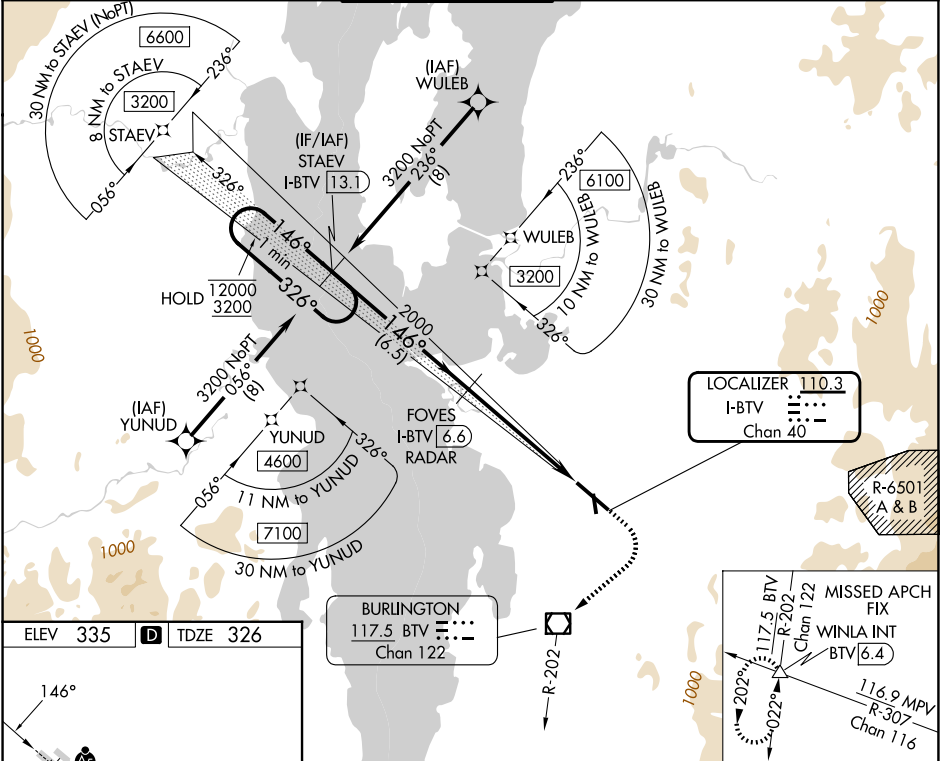 30 NM to STAEV (NoPT)
6600
236°
8 NM to STAEV
3200
STAEV
056°
326°
(IF/IAF)
STAEV
I-BTV 13.1
(IAF)
WULEB
3200 NoPT
236°
(8)
236°
6100
WULEB
3200
10 NM to WULEB
30 NM to WULEB
326°
146°
1 min
326°
HOLD 12000
3200
2000
146°
(6.5)
1000
1000
3200 NoPT
056°
(8)
(IAF)
YUNUD
YUNUD
4600
326°
056°
11 NM to YUNUD
7100
30 NM to YUNUD
FOVES
I-BTV 6.6
RADAR
LOCALIZER 110.3
I-BTV
Chan 40
R-6501
A & B
1000
BURLINGTON
117.5 BTV
Chan 122
R-202
1000
MISSED APCH
FIX
WINLA INT
BTV 6.4
117.5 BTV
R-202
Chan 122
116.9 MPV
R-307
Chan 116
202°
022°
ELEV 335 D TDZE 326
146°